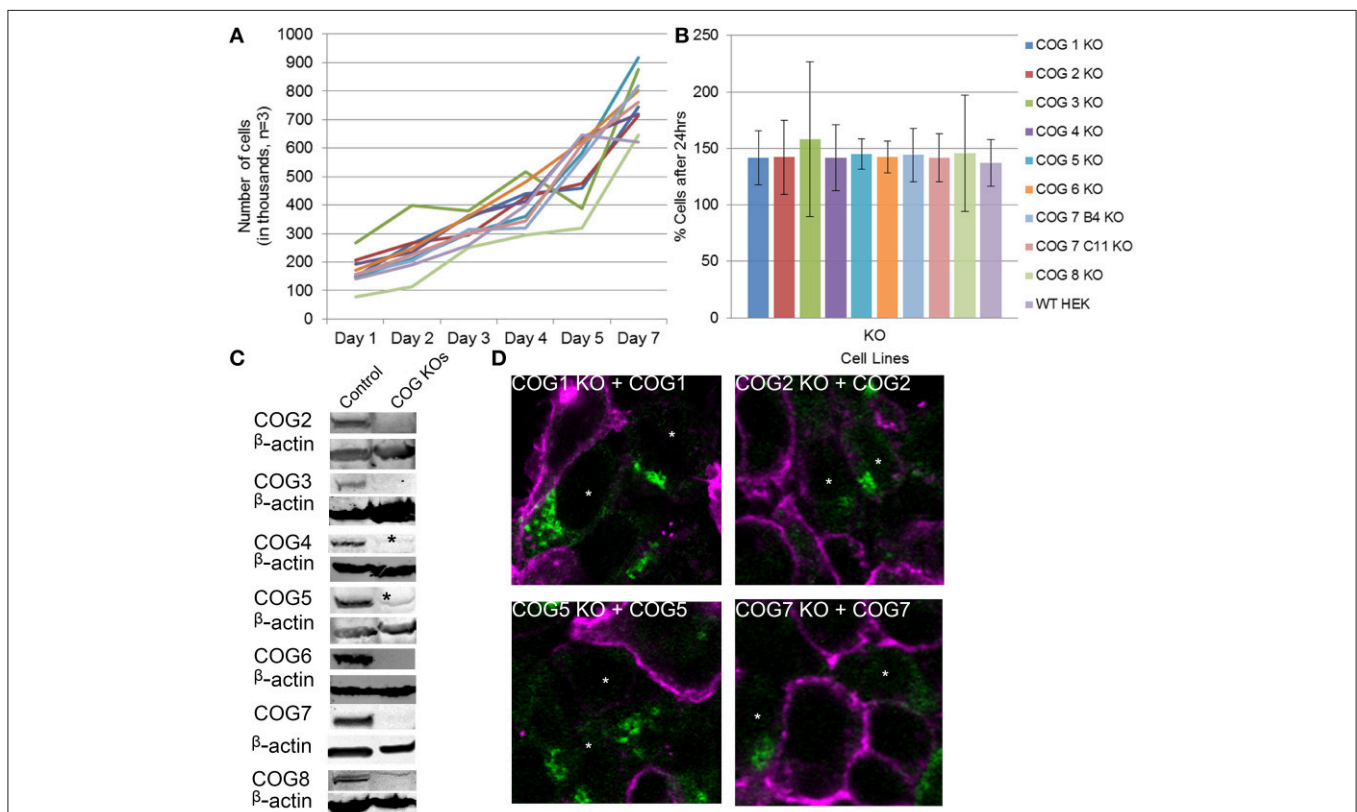 A
Number of cells
(in thousands, n=3)
1000
900
800
700
600
500
400
300
200
100
0
Day 1 Day 2 Day 3 Day 4 Day 5 Day 7
B
% Cells after 24hrs
250
200
150
100
50
0
KO
Cell Lines
COG 1 KO
COG 2 KO
COG 3 KO
COG 4 KO
COG 5 KO
COG 6 KO
COG 7 B4 KO
COG 7 C11 KO
COG 8 KO
WT HEK
C
Control COG KOs
COG2
β-actin
COG3
β-actin
COG4 *
β-actin
COG5 *
β-actin
COG6
β-actin
COG7
β-actin
COG8
β-actin
D
COG1 KO + COG1
* *
COG2 KO + COG2
* *
COG5 KO + COG5
* *
COG7 KO + COG7
* *